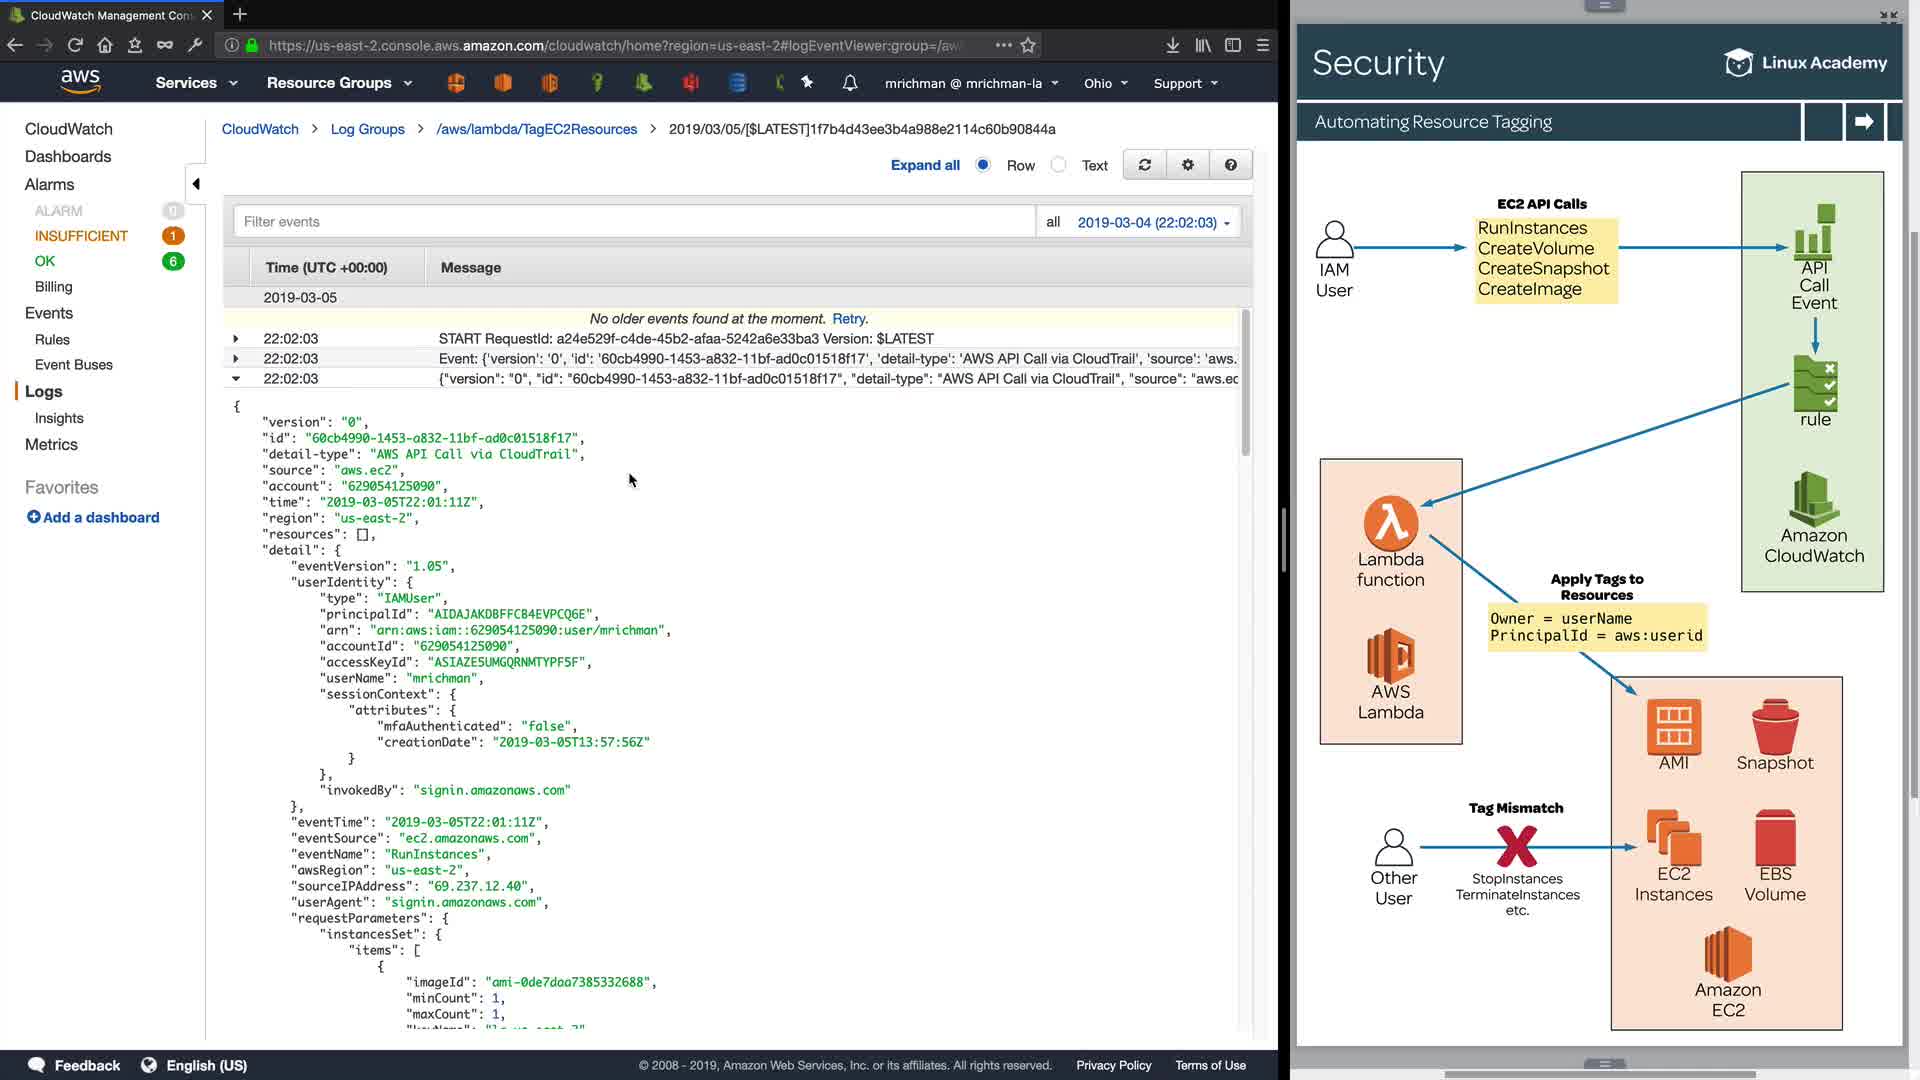 CloudWatch Management Con
https://us-east-2.console.aws.amazon.com/cloudwatch/home?region=us-east-2#logEventViewer:group=/aw
aws
Services
Resource Groups
mrichman @ mrichman-la
Ohio
Support
CloudWatch
Dashboards
Alarms
ALARM 0
INSUFFICIENT 1
OK 6
Billing
Events
Rules
Event Buses
Logs
Insights
Metrics
Favorites
Add a dashboard
CloudWatch > Log Groups > /aws/lambda/TagEC2Resources > 2019/03/05/[$LATEST]1f7b4d43ee3b4a988e2114c60b90844a
Expand all Row Text
Filter events
all 2019-03-04 (22:02:03)
Time (UTC +00:00) Message
2019-03-05
No older events found at the moment. Retry.
22:02:03 START RequestId: a24e529f-c4de-45b2-afaa-5242a6e33ba3 Version: $LATEST
22:02:03 Event: {'version': '0', 'id': '60cb4990-1453-a832-11bf-ad0c01518f17', 'detail-type': 'AWS API Call via CloudTrail', 'source': 'aws.
22:02:03 {"version": "0", "id": "60cb4990-1453-a832-11bf-ad0c01518f17", "detail-type": "AWS API Call via CloudTrail", "source": "aws.ec
{
"version": "0",
"id": "60cb4990-1453-a832-11bf-ad0c01518f17",
"detail-type": "AWS API Call via CloudTrail",
"source": "aws.ec2",
"account": "629054125090",
"time": "2019-03-05T22:01:11Z",
"region": "us-east-2",
"resources": [],
"detail": {
"eventVersion": "1.05",
"userIdentity": {
"type": "IAMUser",
"principalId": "AIDAJAKDBFFCB4EVPCQ6E",
"arn": "arn:aws:iam::629054125090:user/mrichman",
"accountId": "629054125090",
"accessKeyId": "ASIAZE5UMGQRNMTYPF5F",
"userName": "mrichman",
"sessionContext": {
"attributes": {
"mfaAuthenticated": "false",
"creationDate": "2019-03-05T13:57:56Z"
}
},
"invokedBy": "signin.amazonaws.com"
},
"eventTime": "2019-03-05T22:01:11Z",
"eventSource": "ec2.amazonaws.com",
"eventName": "RunInstances",
"awsRegion": "us-east-2",
"sourceIPAddress": "69.237.12.40",
"userAgent": "signin.amazonaws.com",
"requestParameters": {
"instancesSet": {
"items": [
{
"imageId": "ami-0de7daa7385332688",
"minCount": 1,
"maxCount": 1,
Feedback
English (US)
© 2008 - 2019, Amazon Web Services, Inc. or its affiliates. All rights reserved.
Privacy Policy
Terms of Use
Security
Linux Academy
Automating Resource Tagging
IAM
User
EC2 API Calls
RunInstances
CreateVolume
CreateSnapshot
CreateImage
API
Call
Event
rule
Amazon
CloudWatch
Lambda
function
AWS
Lambda
Apply Tags to
Resources
Owner = userName
PrincipalId = aws:userid
AMI
Snapshot
Tag Mismatch
Other
User
StopInstances
TerminateInstances
etc.
EC2
Instances
EBS
Volume
Amazon
EC2